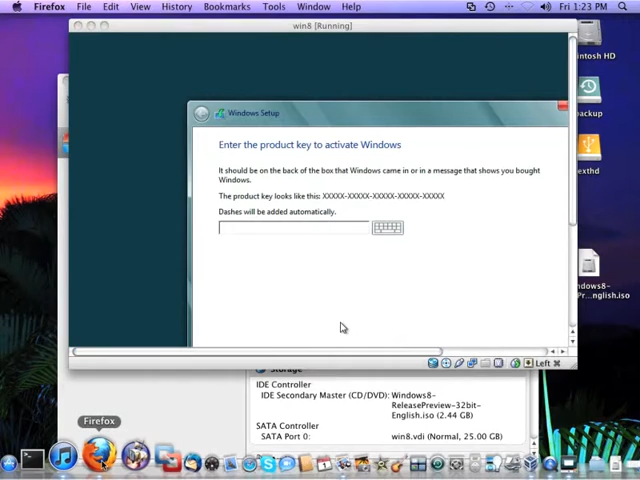 Firefox File Edit View History Bookmarks Tools Window Help
Fri 1:23 PM
win8 [Running]
intosh HD
Windows Setup
backup
Enter the product key to activate Windows
It should be on the back of the box that Windows came in or in a message that shows you bought
Windows.
exthd
The product key looks like this: XXXXX-XXXXX-XXXXX-XXXXX-XXXXX
Dashes will be added automatically.
ndows8-
Pr...nglish.iso
Left ⌘
Storage
IDE Controller
IDE Secondary Master (CD/DVD): Windows8-
ReleasePreview-32bit-
English.iso (2.44 GB)
SATA Controller
SATA Port 0: win8.vdi (Normal, 25.00 GB)
Firefox